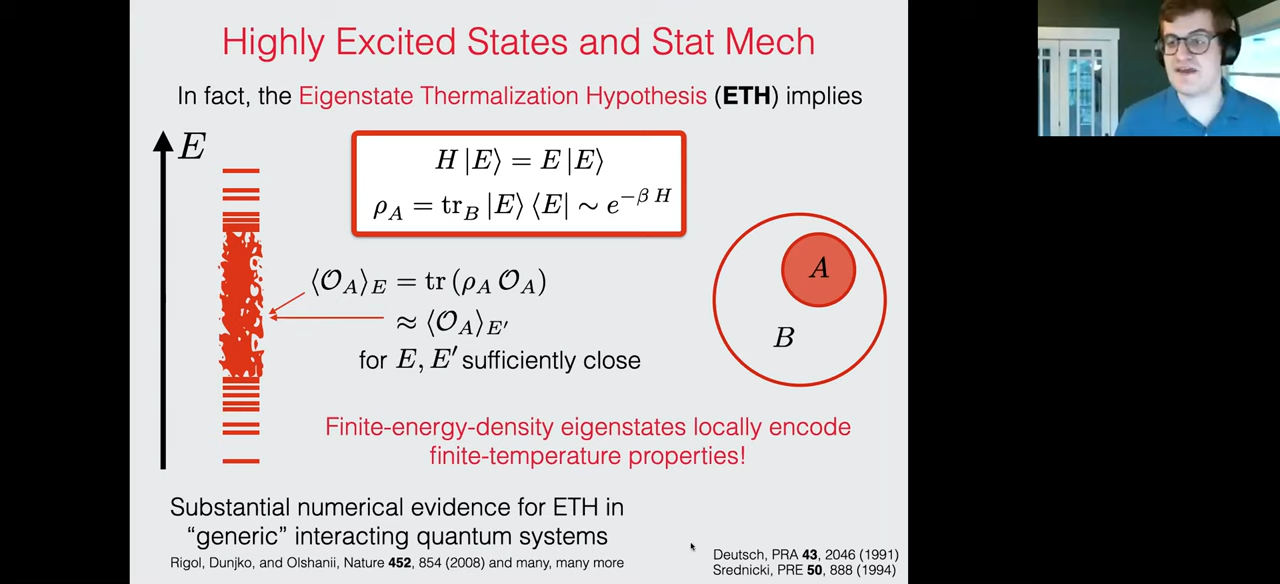 Highly Excited States and Stat Mech
In fact, the Eigenstate Thermalization Hypothesis (ETH) implies
E
H |E⟩ = E |E⟩
ρ_A = tr_B |E⟩ ⟨E| ∼ e^{−β H}
A
B
⟨𝒪_A⟩_E = tr (ρ_A 𝒪_A)
≈ ⟨𝒪_A⟩_{E′}
for E, E′ sufficiently close
Finite-energy-density eigenstates locally encode
finite-temperature properties!
Substantial numerical evidence for ETH in
“generic” interacting quantum systems
Rigol, Dunjko, and Olshanii, Nature 452, 854 (2008) and many, many more
Deutsch, PRA 43, 2046 (1991)
Srednicki, PRE 50, 888 (1994)